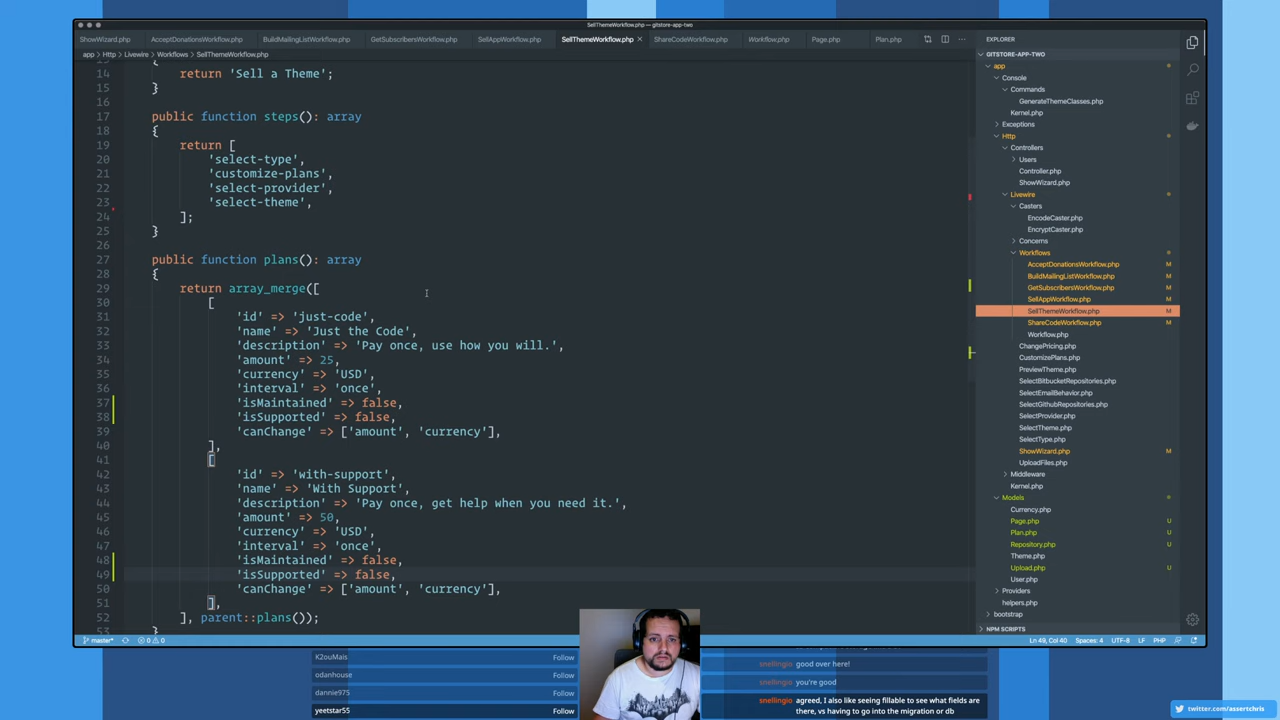 SellThemeWorkflow.php — gitstore-app-two
ShowWizard.php
AcceptDonationsWorkflow.php
BuildMailingListWorkflow.php
GetSubscribersWorkflow.php
SellAppWorkflow.php
SellThemeWorkflow.php
ShareCodeWorkflow.php
Workflow.php
Page.php
Plan.php
app > Http > Livewire > Workflows > SellThemeWorkflow.php
14 return 'Sell a Theme';
15 }
16
17 public function steps(): array
18 {
19 return [
20 'select-type',
21 'customize-plans',
22 'select-provider',
23 'select-theme',
24 ];
25 }
26
27 public function plans(): array
28 {
29 return array_merge([
30 [
31 'id' => 'just-code',
32 'name' => 'Just the Code',
33 'description' => 'Pay once, use how you will.',
34 'amount' => 25,
35 'currency' => 'USD',
36 'interval' => 'once',
37 'isMaintained' => false,
38 'isSupported' => false,
39 'canChange' => ['amount', 'currency'],
40 ],
41 [
42 'id' => 'with-support',
43 'name' => 'With Support',
44 'description' => 'Pay once, get help when you need it.',
45 'amount' => 50,
46 'currency' => 'USD',
47 'interval' => 'once',
48 'isMaintained' => false,
49 'isSupported' => false,
50 'canChange' => ['amount', 'currency'],
51 ],
52 ], parent::plans());
53 }
EXPLORER
GITSTORE-APP-TWO
app
Console
Commands
GenerateThemeClasses.php
Kernel.php
Exceptions
Http
Controllers
Users
Controller.php
ShowWizard.php
Livewire
Casters
EncodeCaster.php
EncryptCaster.php
Concerns
Workflows
AcceptDonationsWorkflow.php M
BuildMailingListWorkflow.php M
GetSubscribersWorkflow.php M
SellAppWorkflow.php M
SellThemeWorkflow.php M
ShareCodeWorkflow.php M
Workflow.php
ChangePricing.php
CustomizePlans.php
PreviewTheme.php
SelectBitbucketRepositories.php
SelectEmailBehavior.php
SelectGithubRepositories.php
SelectProvider.php
SelectTheme.php
SelectType.php
ShowWizard.php M
UploadFiles.php
Middleware
Kernel.php
Models
Currency.php
Page.php U
Plan.php U
Repository.php U
Theme.php
Upload.php U
User.php
Providers
helpers.php
bootstrap
NPM SCRIPTS
master* 0 0
Ln 49, Col 40 Spaces: 4 UTF-8 LF PHP
K2ouMais Follow
odanhouse Follow
dannie975 Follow
yeetstar55 Follow
snellingio good over here!
snellingio you're good
snellingio agreed, I also like seeing fillable to see what fields are
there, vs having to go into the migration or db
twitter.com/assertchris